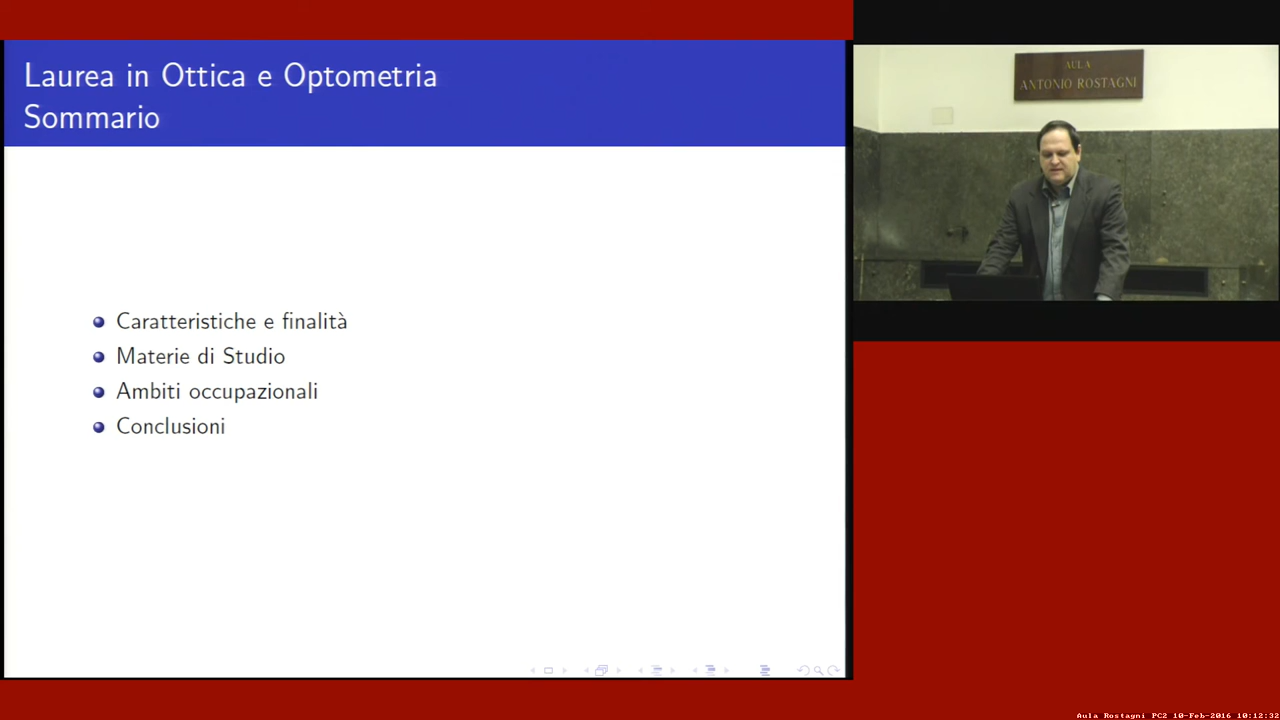 Laurea in Ottica e Optometria
Sommario
Caratteristiche e finalità
Materie di Studio
Ambiti occupazionali
Conclusioni
AULA
ANTONIO ROSTAGNI
Aula Rostagni PC2 10-Feb-2016 10:12:32